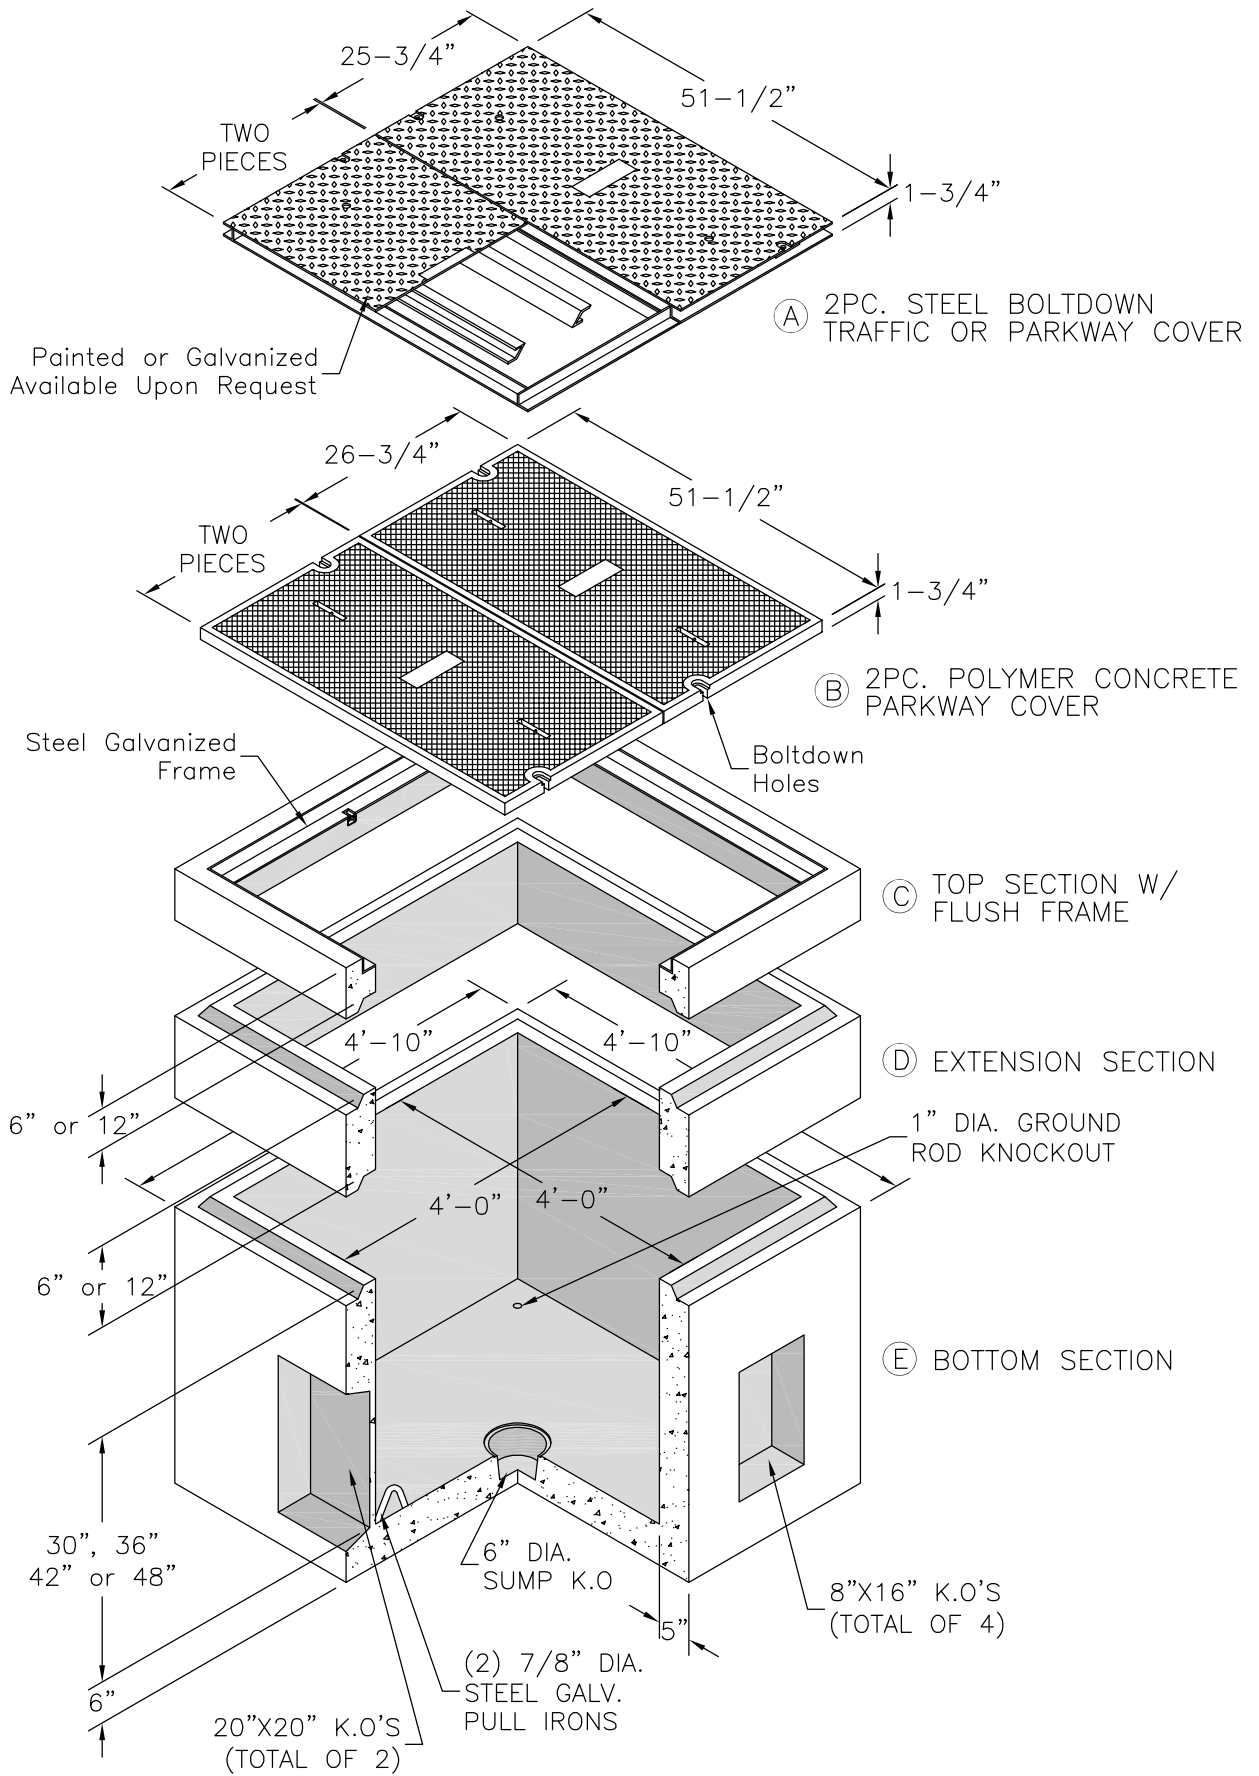 25-3/4"
51-1/2"
TWO
PIECES
1-3/4"
A
2PC. STEEL BOLTDOWN
TRAFFIC OR PARKWAY COVER
Painted or Galvanized
Available Upon Request
26-3/4"
51-1/2"
TWO
PIECES
1-3/4"
B
2PC. POLYMER CONCRETE
PARKWAY COVER
Steel Galvanized
Frame
Boltdown
Holes
C
TOP SECTION W/
FLUSH FRAME
4'-10"
4'-10"
D
EXTENSION SECTION
6" or 12"
1" DIA. GROUND
ROD KNOCKOUT
4'-0"
4'-0"
6" or 12"
E
BOTTOM SECTION
30", 36"
42" or 48"
6" DIA.
SUMP K.O
8"X16" K.O'S
(TOTAL OF 4)
5"
(2) 7/8" DIA.
STEEL GALV.
PULL IRONS
6"
20"X20" K.O'S
(TOTAL OF 2)